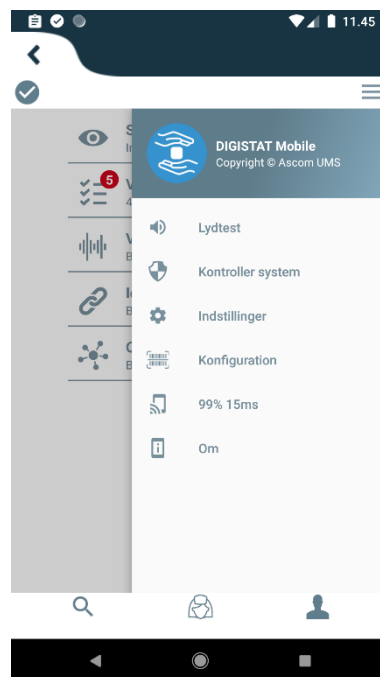 11.45
DIGISTAT Mobile
Copyright © Ascom UMS
5
Lydtest
Kontroller system
Indstillinger
Konfiguration
99% 15ms
Om